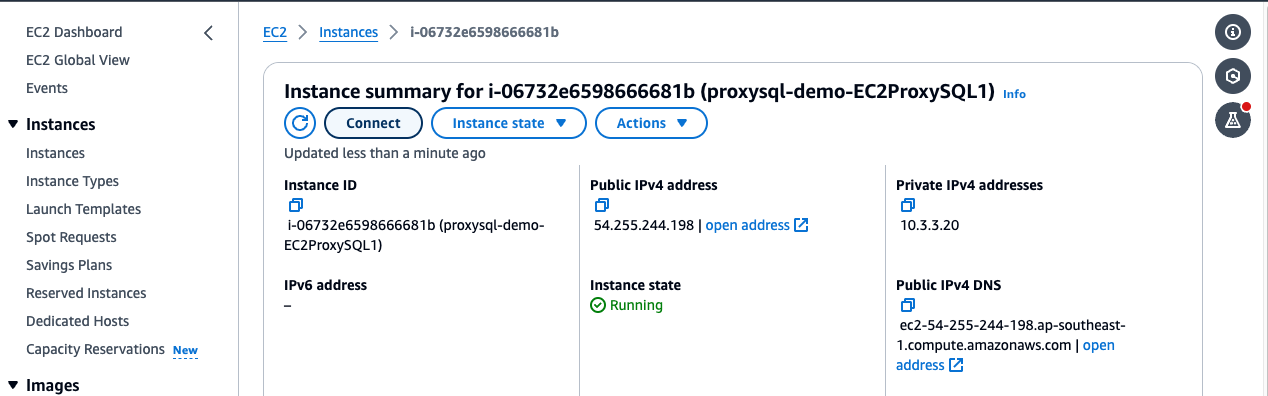 EC2 Dashboard
EC2 Global View
Events
Instances
Instances
Instance Types
Launch Templates
Spot Requests
Savings Plans
Reserved Instances
Dedicated Hosts
Capacity Reservations New
Images
EC2 > Instances > i-06732e6598666681b
Instance summary for i-06732e6598666681b (proxysql-demo-EC2ProxySQL1) Info
Connect
Instance state
Actions
Updated less than a minute ago
Instance ID
i-06732e6598666681b (proxysql-demo-
EC2ProxySQL1)
Public IPv4 address
54.255.244.198 | open address
Private IPv4 addresses
10.3.3.20
IPv6 address
–
Instance state
Running
Public IPv4 DNS
ec2-54-255-244-198.ap-southeast-
1.compute.amazonaws.com | open
address